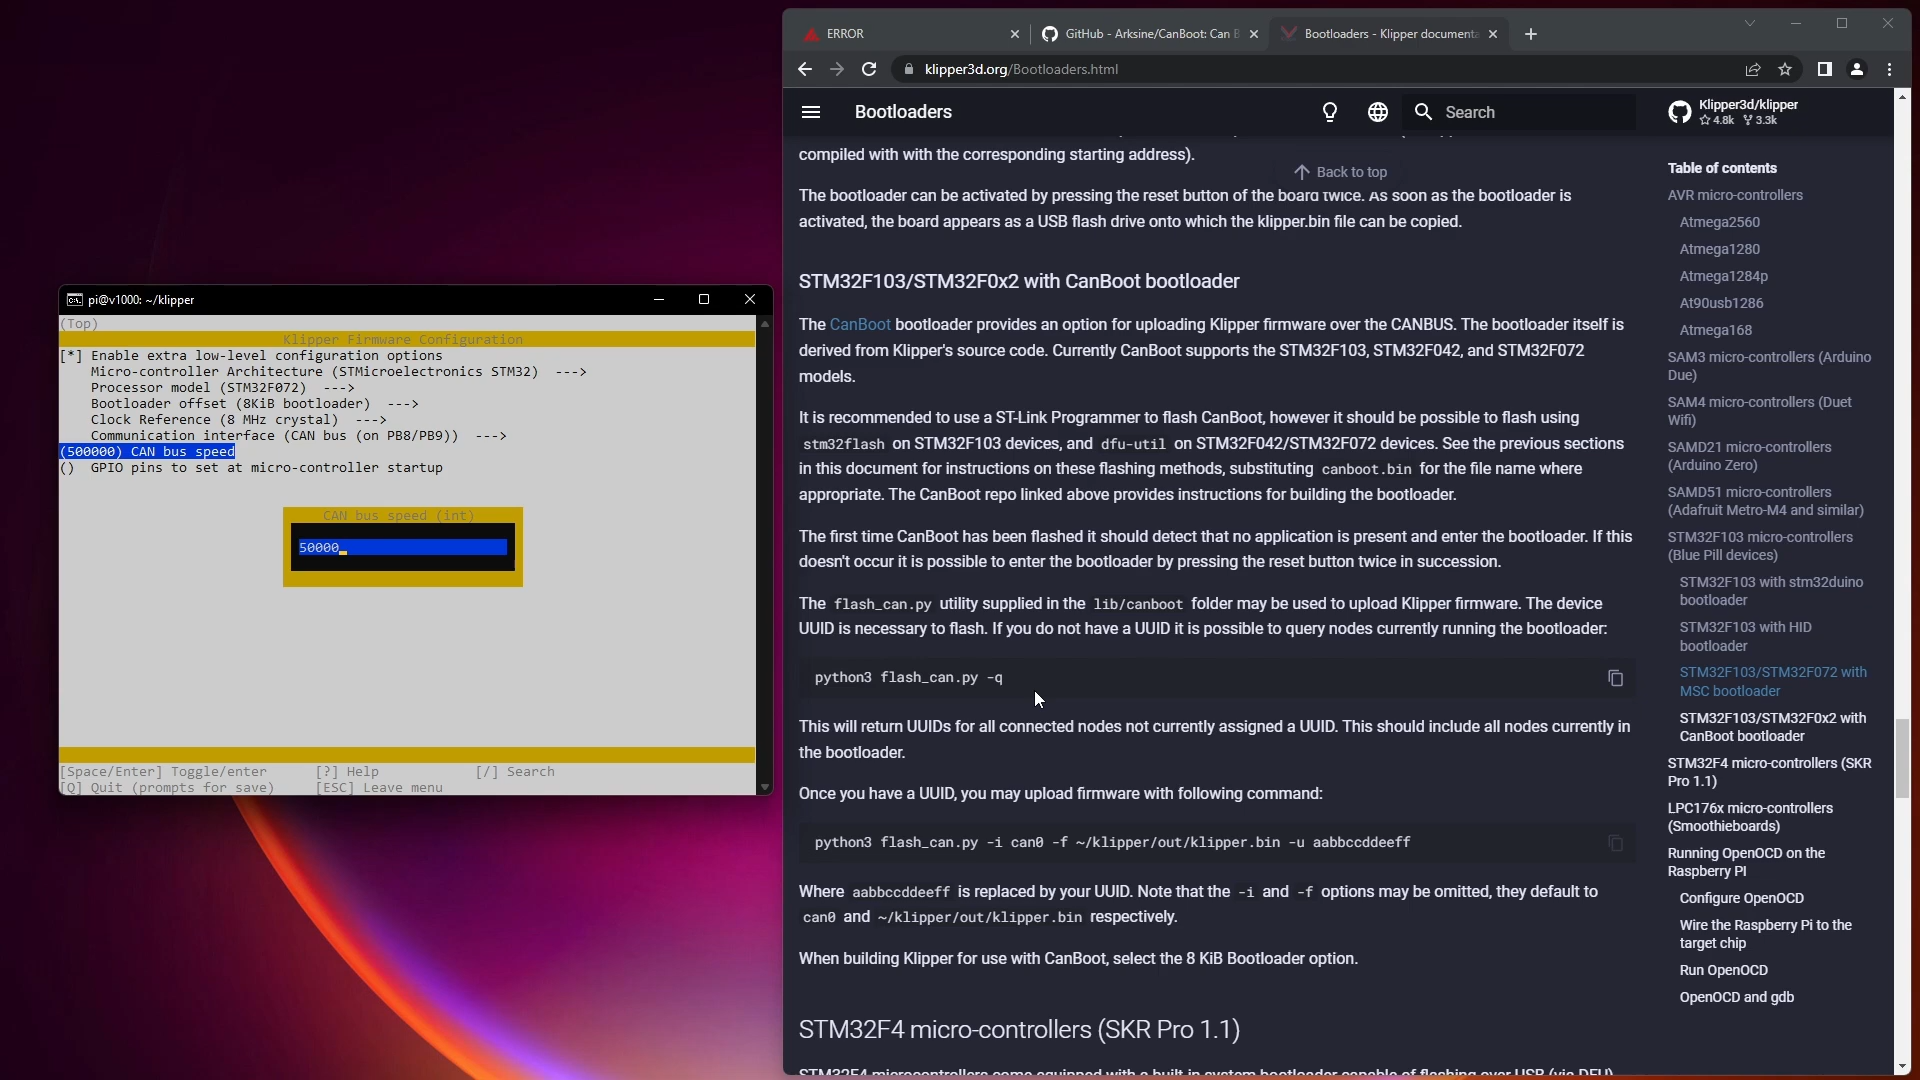 pi@v1000: ~/klipper
(Top)
Klipper Firmware Configuration
[*] Enable extra low-level configuration options
Micro-controller Architecture (STMicroelectronics STM32) --->
Processor model (STM32F072) --->
Bootloader offset (8KiB bootloader) --->
Clock Reference (8 MHz crystal) --->
Communication interface (CAN bus (on PB8/PB9)) --->
(500000) CAN bus speed
() GPIO pins to set at micro-controller startup
CAN bus speed (int)
50000_
[Space/Enter] Toggle/enter [?] Help [/] Search
[Q] Quit (prompts for save) [ESC] Leave menu
ERROR
GitHub - Arksine/CanBoot: Can B
Bootloaders - Klipper documenta
klipper3d.org/Bootloaders.html
Bootloaders
Search
Klipper3d/klipper
4.8k 3.3k
compiled with with the corresponding starting address).
Back to top
The bootloader can be activated by pressing the reset button of the board twice. As soon as the bootloader is
activated, the board appears as a USB flash drive onto which the klipper.bin file can be copied.
STM32F103/STM32F0x2 with CanBoot bootloader
The CanBoot bootloader provides an option for uploading Klipper firmware over the CANBUS. The bootloader itself is
derived from Klipper's source code. Currently CanBoot supports the STM32F103, STM32F042, and STM32F072
models.
It is recommended to use a ST-Link Programmer to flash CanBoot, however it should be possible to flash using
stm32flash on STM32F103 devices, and dfu-util on STM32F042/STM32F072 devices. See the previous sections
in this document for instructions on these flashing methods, substituting canboot.bin for the file name where
appropriate. The CanBoot repo linked above provides instructions for building the bootloader.
The first time CanBoot has been flashed it should detect that no application is present and enter the bootloader. If this
doesn't occur it is possible to enter the bootloader by pressing the reset button twice in succession.
The flash_can.py utility supplied in the lib/canboot folder may be used to upload Klipper firmware. The device
UUID is necessary to flash. If you do not have a UUID it is possible to query nodes currently running the bootloader:
python3 flash_can.py -q
This will return UUIDs for all connected nodes not currently assigned a UUID. This should include all nodes currently in
the bootloader.
Once you have a UUID, you may upload firmware with following command:
python3 flash_can.py -i can0 -f ~/klipper/out/klipper.bin -u aabbccddeeff
Where aabbccddeeff is replaced by your UUID. Note that the -i and -f options may be omitted, they default to
can0 and ~/klipper/out/klipper.bin respectively.
When building Klipper for use with CanBoot, select the 8 KiB Bootloader option.
STM32F4 micro-controllers (SKR Pro 1.1)
STM32F4 microcontrollers come equipped with a built-in system bootloader capable of flashing over USB (via DFU)
Table of contents
AVR micro-controllers
Atmega2560
Atmega1280
Atmega1284p
At90usb1286
Atmega168
SAM3 micro-controllers (Arduino
Due)
SAM4 micro-controllers (Duet
Wifi)
SAMD21 micro-controllers
(Arduino Zero)
SAMD51 micro-controllers
(Adafruit Metro-M4 and similar)
STM32F103 micro-controllers
(Blue Pill devices)
STM32F103 with stm32duino
bootloader
STM32F103 with HID
bootloader
STM32F103/STM32F072 with
MSC bootloader
STM32F103/STM32F0x2 with
CanBoot bootloader
STM32F4 micro-controllers (SKR
Pro 1.1)
LPC176x micro-controllers
(Smoothieboards)
Running OpenOCD on the
Raspberry PI
Configure OpenOCD
Wire the Raspberry Pi to the
target chip
Run OpenOCD
OpenOCD and gdb